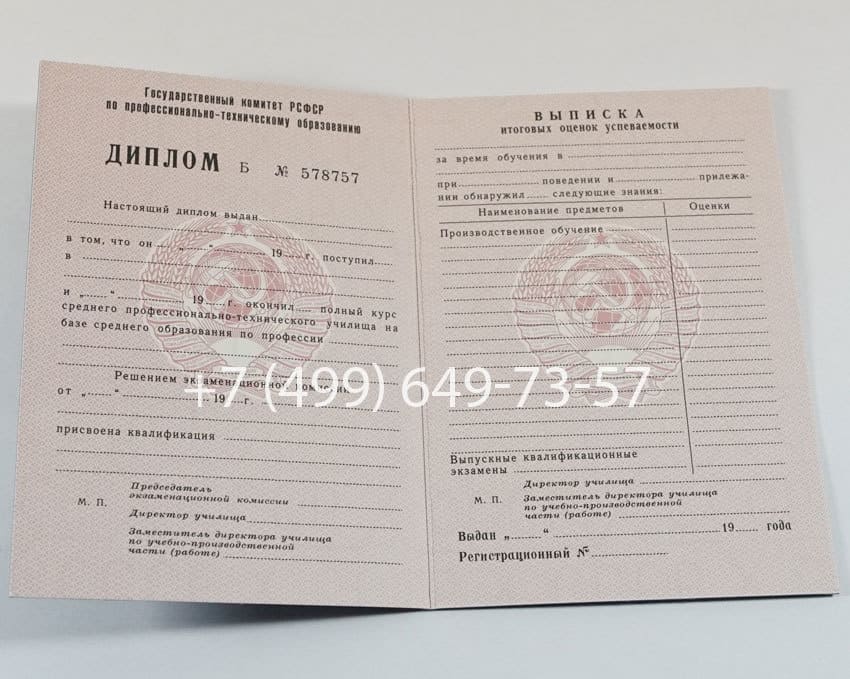 Государственный комитет РСФСР
по профессионально-техническому образованию
ДИПЛОМ Б № 578757
Настоящий диплом выдан
в том, что он „ “ 19 г. поступил
в
и „ “ 19 г. окончил полный курс
среднего профессионально-технического училища на
базе среднего образования по профессии
Решением экзаменационной комиссии
от „ “ 19 г.
присвоена квалификация
Председатель
экзаменационной комиссии
М. П.
Директор училища
Заместитель директора училища
по учебно-производственной
части (работе)
ВЫПИСКА
итоговых оценок успеваемости
за время обучения в
при поведении и прилежа-
нии обнаружил следующие знания:
Наименование предметов Оценки
Производственное обучение
Выпускные квалификационные
экзамены
Директор училища
М. П.
Заместитель директора училища
по учебно-производственной
части (работе)
Выдан „ “ 19 года
Регистрационный №
+7 (499) 649-73-57